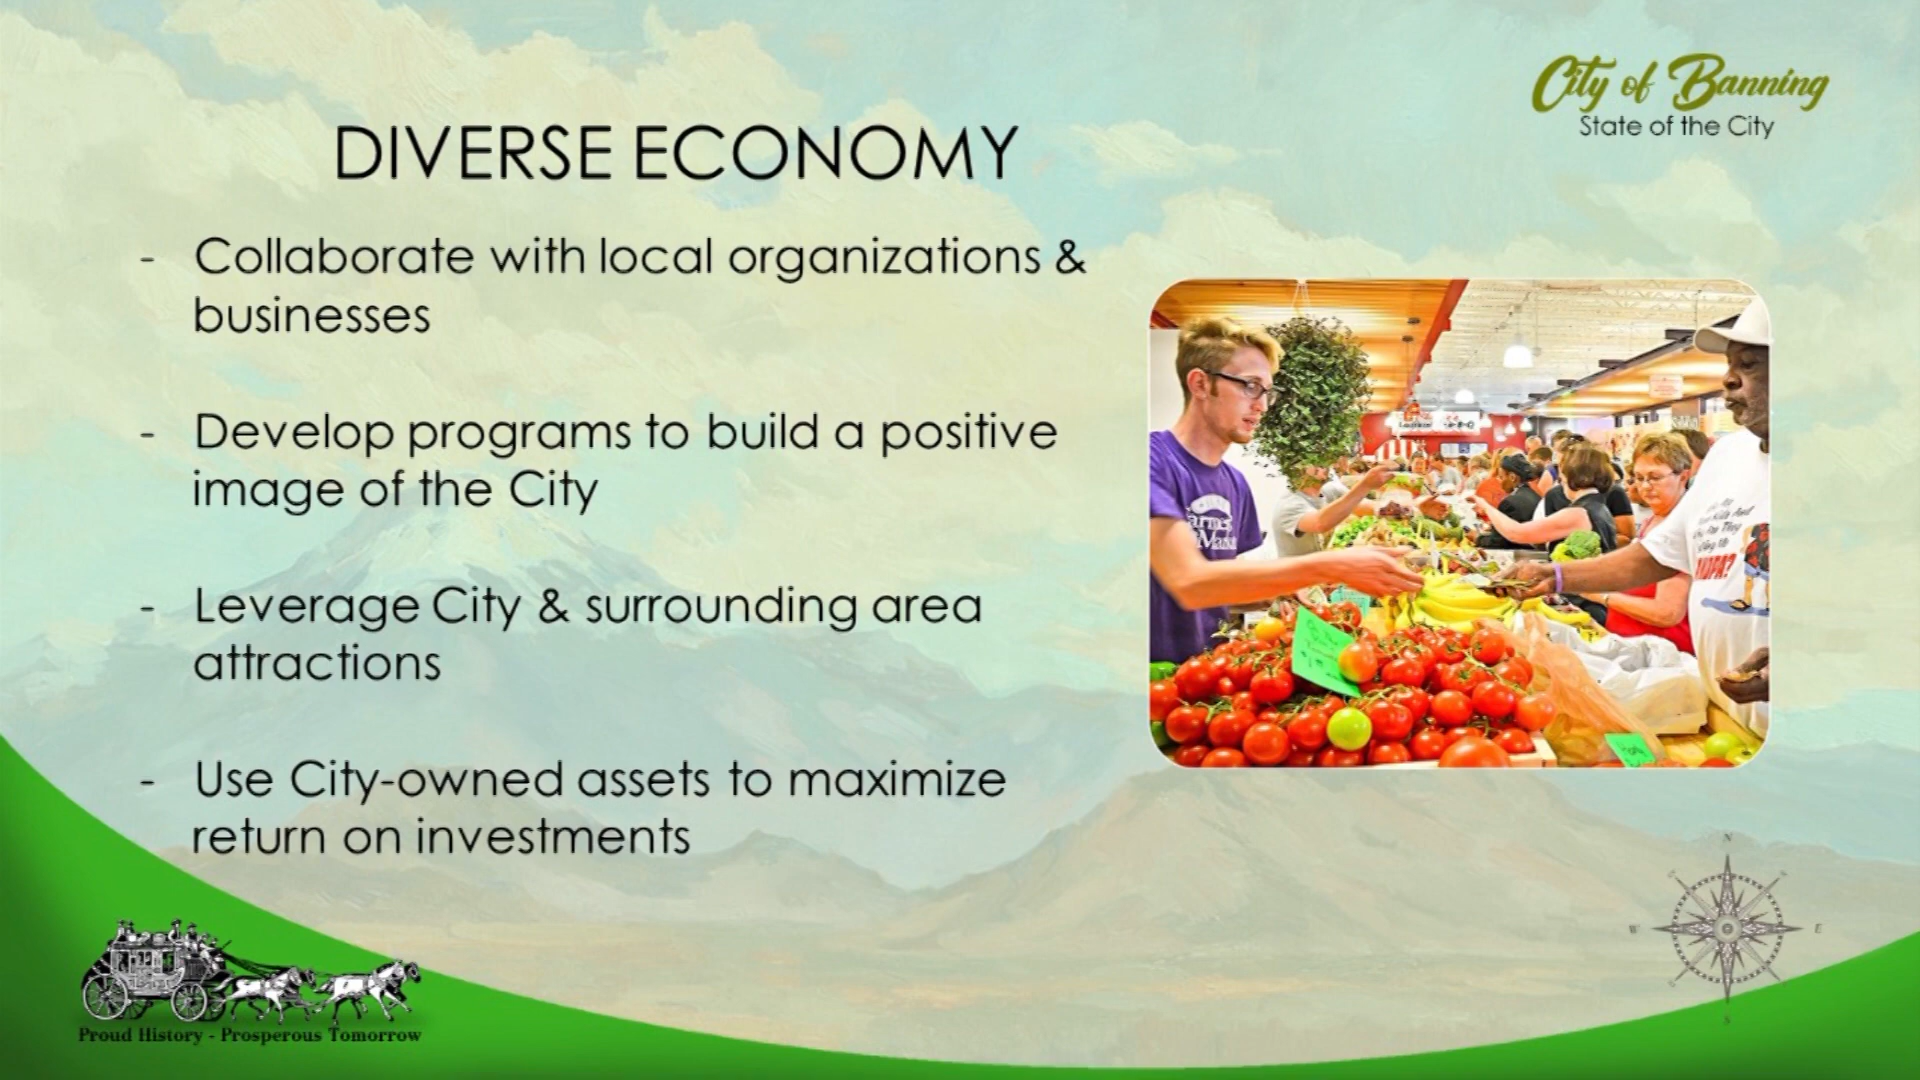 City of Banning
State of the City
DIVERSE ECONOMY
- Collaborate with local organizations &
businesses
- Develop programs to build a positive
image of the City
- Leverage City & surrounding area
attractions
- Use City-owned assets to maximize
return on investments
N
W
E
S
Proud History - Prosperous Tomorrow